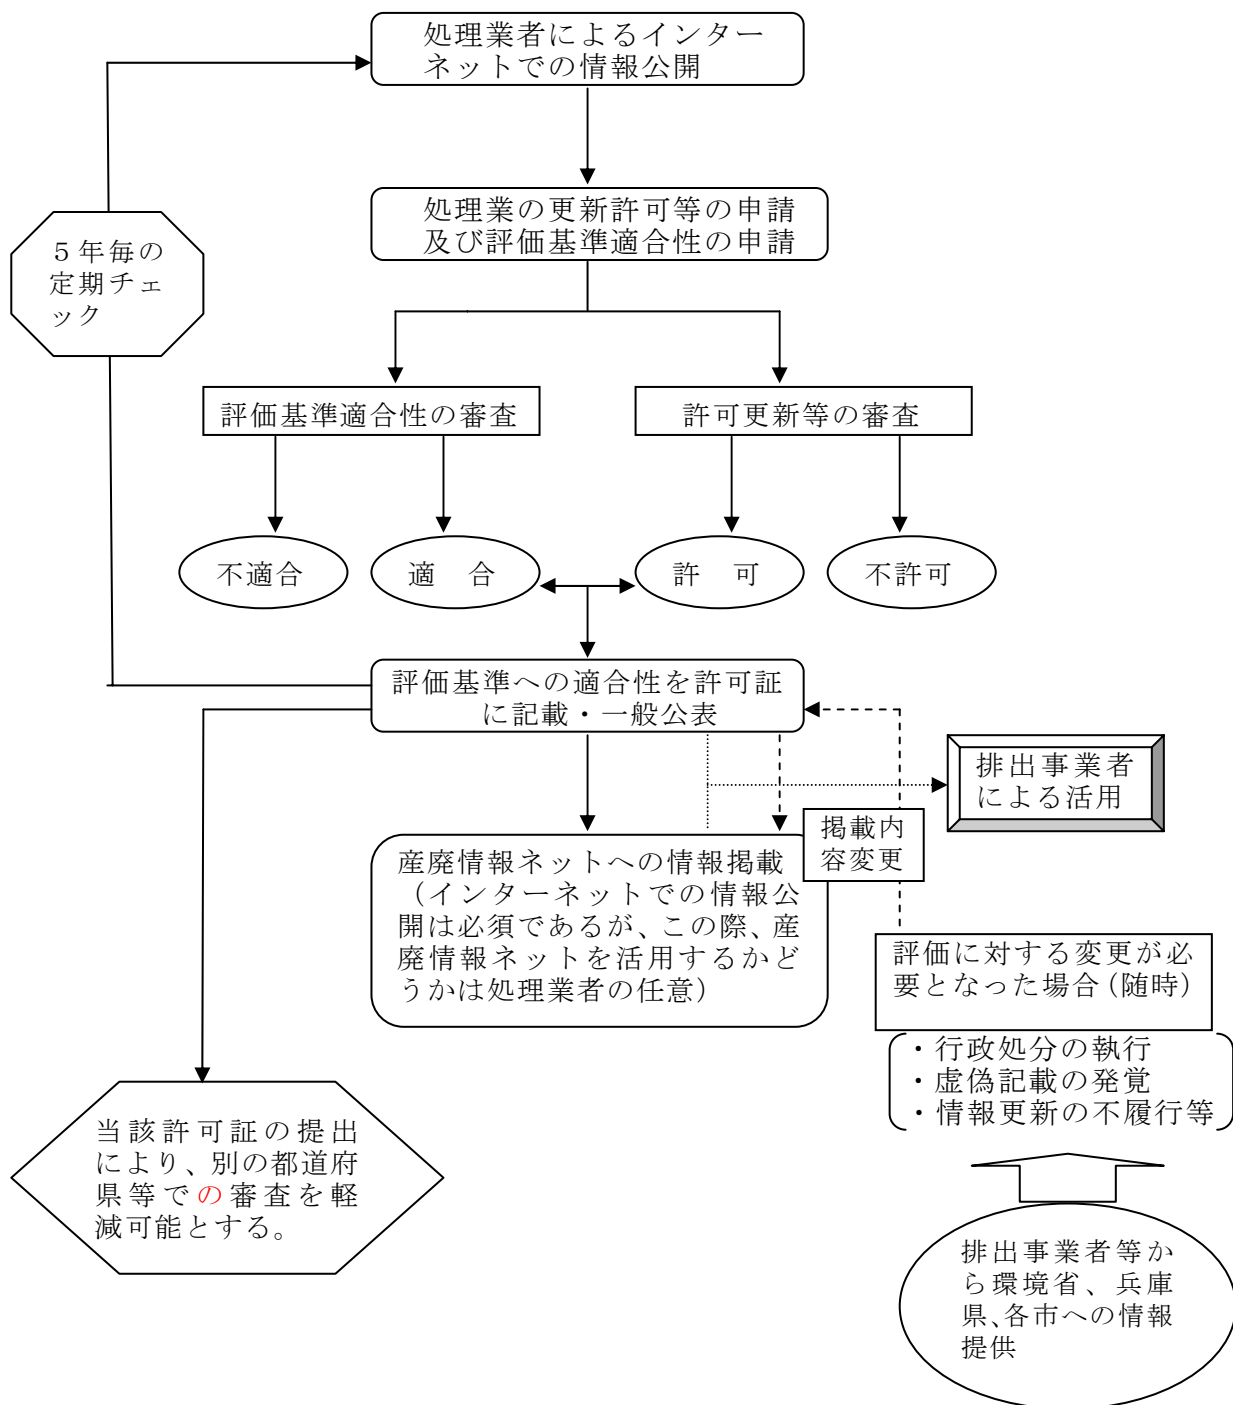 処理業者によるインター
ネットでの情報公開
処理業の更新許可等の申請
及び評価基準適合性の申請
５年毎の
定期チェ
ック
評価基準適合性の審査
許可更新等の審査
不適合
適　合
許　可
不許可
評価基準への適合性を許可証
に記載・一般公表
排出事業者
による活用
掲載内
容変更
産廃情報ネットへの情報掲載
（インターネットでの情報公
開は必須であるが、この際、産
廃情報ネットを活用するかど
うかは処理業者の任意）
評価に対する変更が必
要となった場合（随時）
・行政処分の執行
・虚偽記載の発覚
・情報更新の不履行等
当該許可証の提出
により、別の都道府
県等での審査を軽
減可能とする。
排出事業者等か
ら環境省、兵庫
県、各市への情報
提供